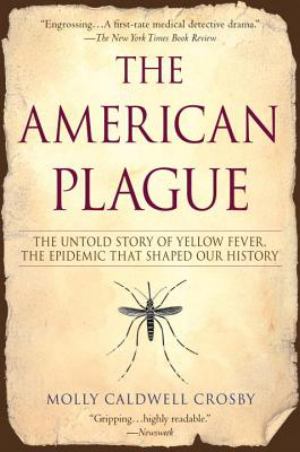 "Engrossing...A first-rate medical detective drama."
—The New York Times Book Review
THE
AMERICAN
PLAGUE
THE UNTOLD STORY OF YELLOW FEVER,
THE EPIDEMIC THAT SHAPED OUR HISTORY
MOLLY CALDWELL CROSBY
"Gripping...highly readable."
—Newsweek